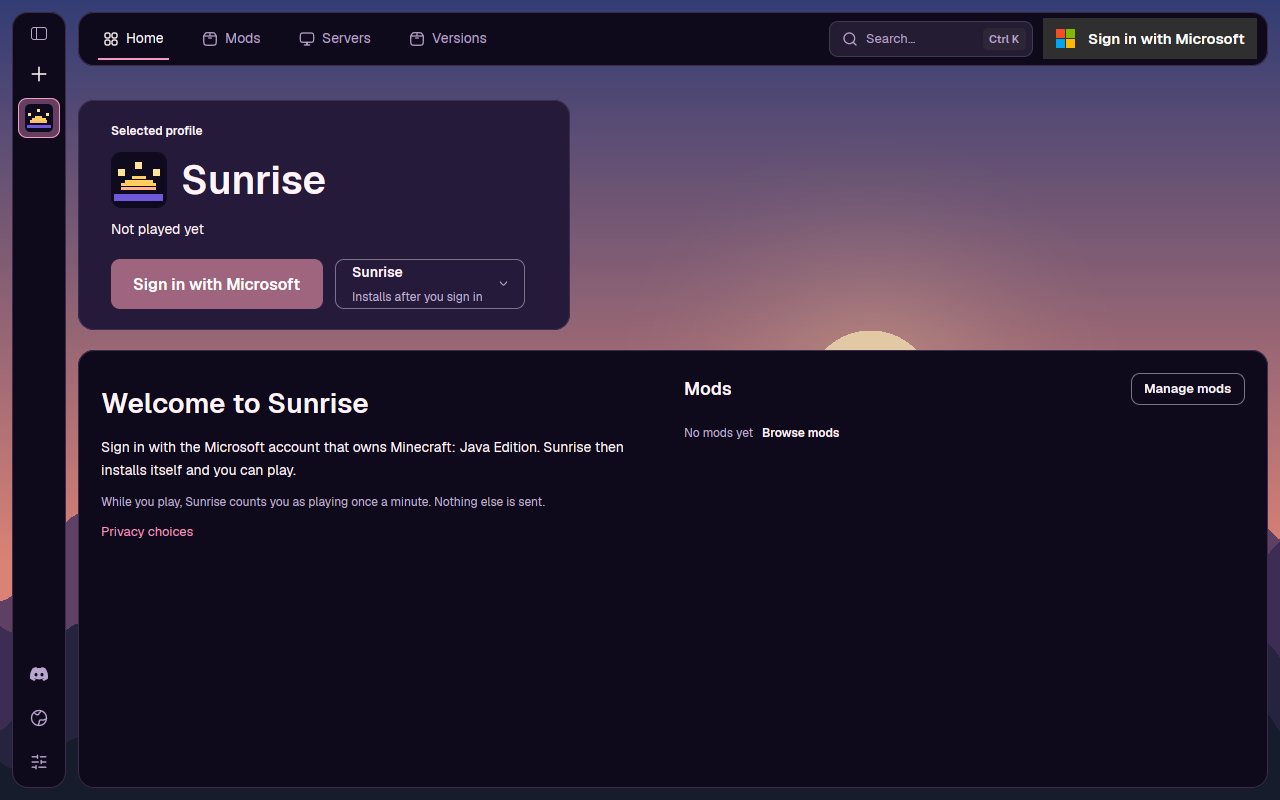 Home
Mods
Servers
Versions
Search...
Ctrl K
Sign in with Microsoft
Selected profile
Sunrise
Not played yet
Sign in with Microsoft
Sunrise
Installs after you sign in
Welcome to Sunrise
Sign in with the Microsoft account that owns Minecraft: Java Edition. Sunrise then
installs itself and you can play.
While you play, Sunrise counts you as playing once a minute. Nothing else is sent.
Privacy choices
Mods
Manage mods
No mods yet Browse mods